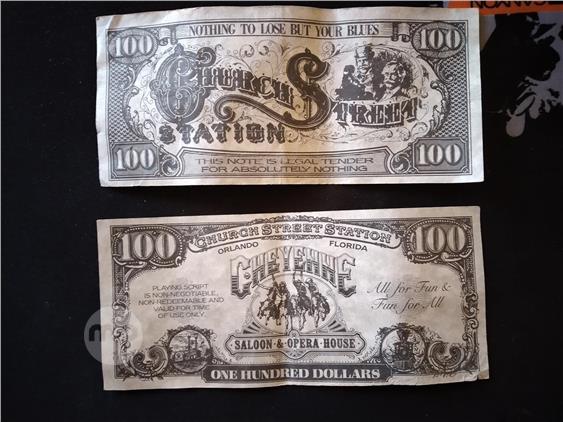 NOTHING TO LOSE BUT YOUR BLUES
100 100
CHURCH STREET
STATION
100 100
THIS NOTE IS LEGAL TENDER
FOR ABSOLUTELY NOTHING
100 CHURCH STREET STATION 100
ORLANDO FLORIDA
CHEYENNE
PLAYING SCRIPT
IS NON-NEGOTIABLE,
NON-REDEEMABLE AND
VALID FOR TIME
OF USE ONLY.
All for Fun &
Fun for All
SALOON & OPERA HOUSE
ONE HUNDRED DOLLARS